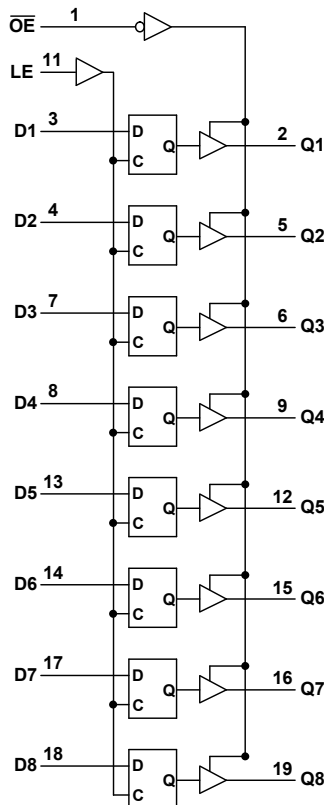 OE 1
LE 11
D1 3 D C Q 2 Q1
D2 4 D C Q 5 Q2
D3 7 D C Q 6 Q3
D4 8 D C Q 9 Q4
D5 13 D C Q 12 Q5
D6 14 D C Q 15 Q6
D7 17 D C Q 16 Q7
D8 18 D C Q 19 Q8